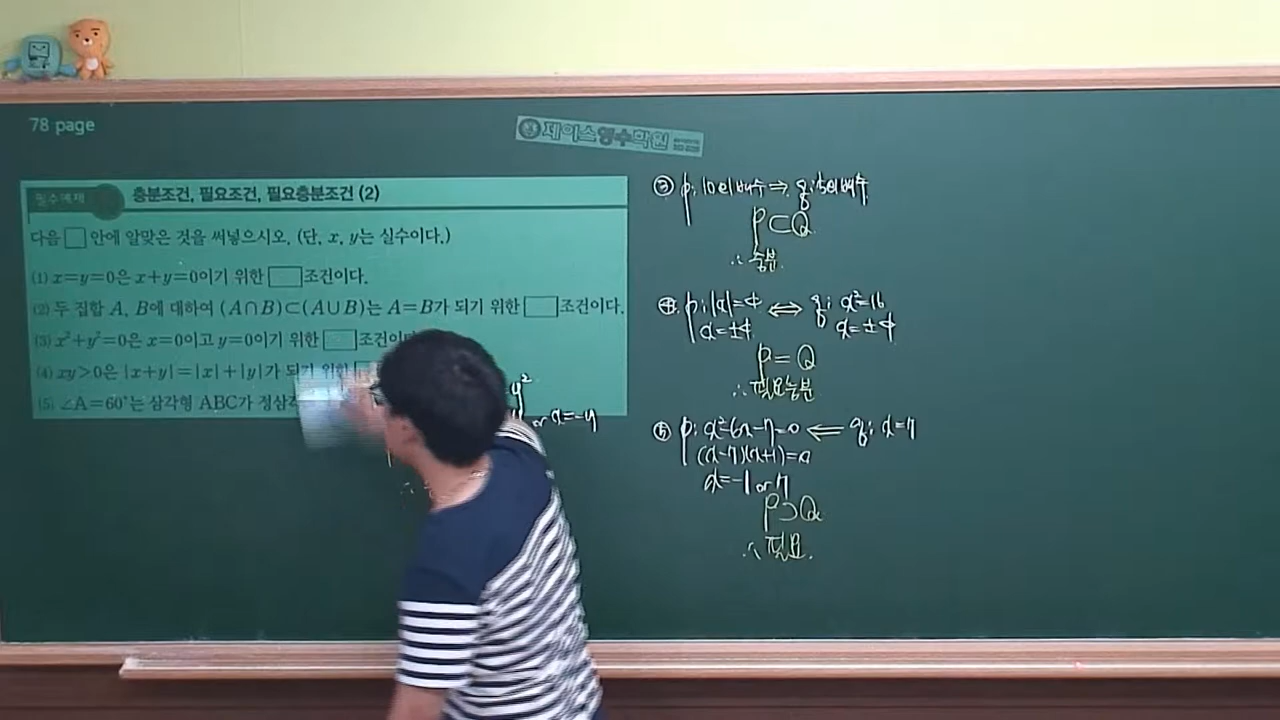 78 page
제이스영수학원
필수예제
충분조건, 필요조건, 필요충분조건 (2)
다음 □ 안에 알맞은 것을 써넣으시오. (단, x, y는 실수이다.)
(1) x=y=0은 x+y=0이기 위한 □ 조건이다.
(2) 두 집합 A, B에 대하여 (A∩B)⊂(A∪B)는 A=B가 되기 위한 □ 조건이다.
(3) x²+y²=0은 x=0이고 y=0이기 위한 □ 조건이다
(4) xy>0은 |x+y|=|x|+|y|가 되기 위한
(5) ∠A=60°는 삼각형 ABC가 정삼각
y²
or x=-y
③ p: 10의 배수 ⇒ q: 5의 배수
P⊂Q
∴ 충분.
④ p: |x|=4 ⇔ q: x²=16
x=±4 x=±4
P=Q
∴ 필요충분
⑤ p: x²-6x-7=0 ⇐ q: x=7
(x-7)(x+1)=0
x=-1 or 7
P⊃Q
∴ 필요.